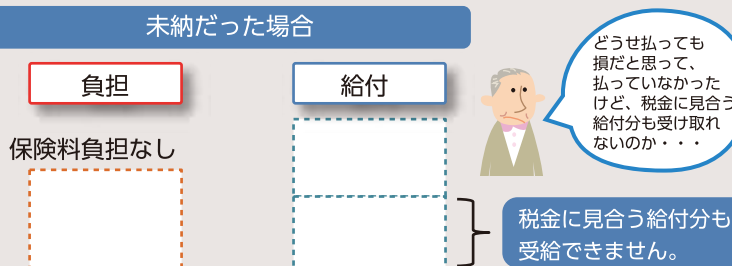 未納だった場合
負担
給付
保険料負担なし
どうせ払っても
損だと思って、
払っていなかった
けど、税金に見合う
給付分も受け取れ
ないのか・・・
税金に見合う給付分も
受給できません。